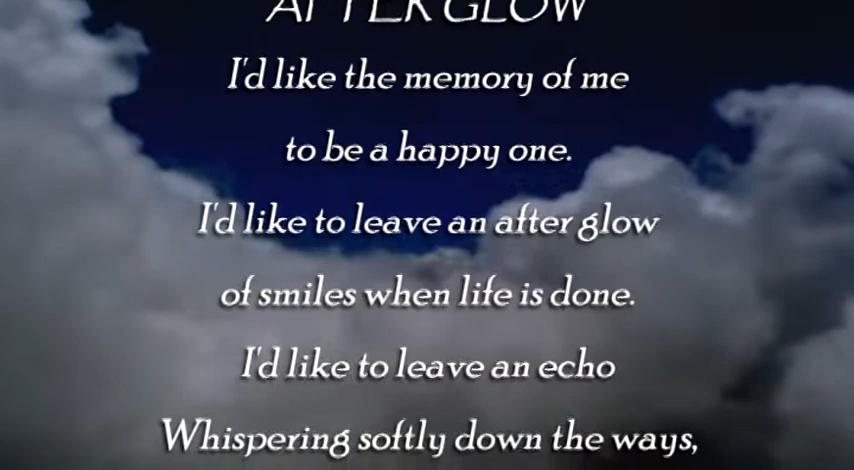 AFTER GLOW
I'd like the memory of me
to be a happy one.
I'd like to leave an after glow
of smiles when life is done.
I'd like to leave an echo
Whispering softly down the ways,